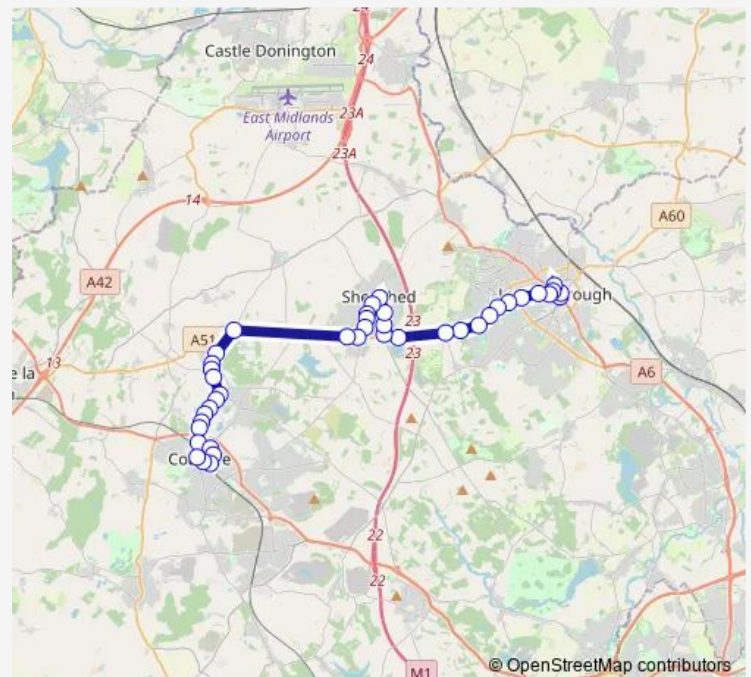 24
Castle Donington
24
East Midlands
Airport
23A
23A
14
A60
A42
23
A51
23
13
A6
22
22
M1
© OpenStreetMap contributors